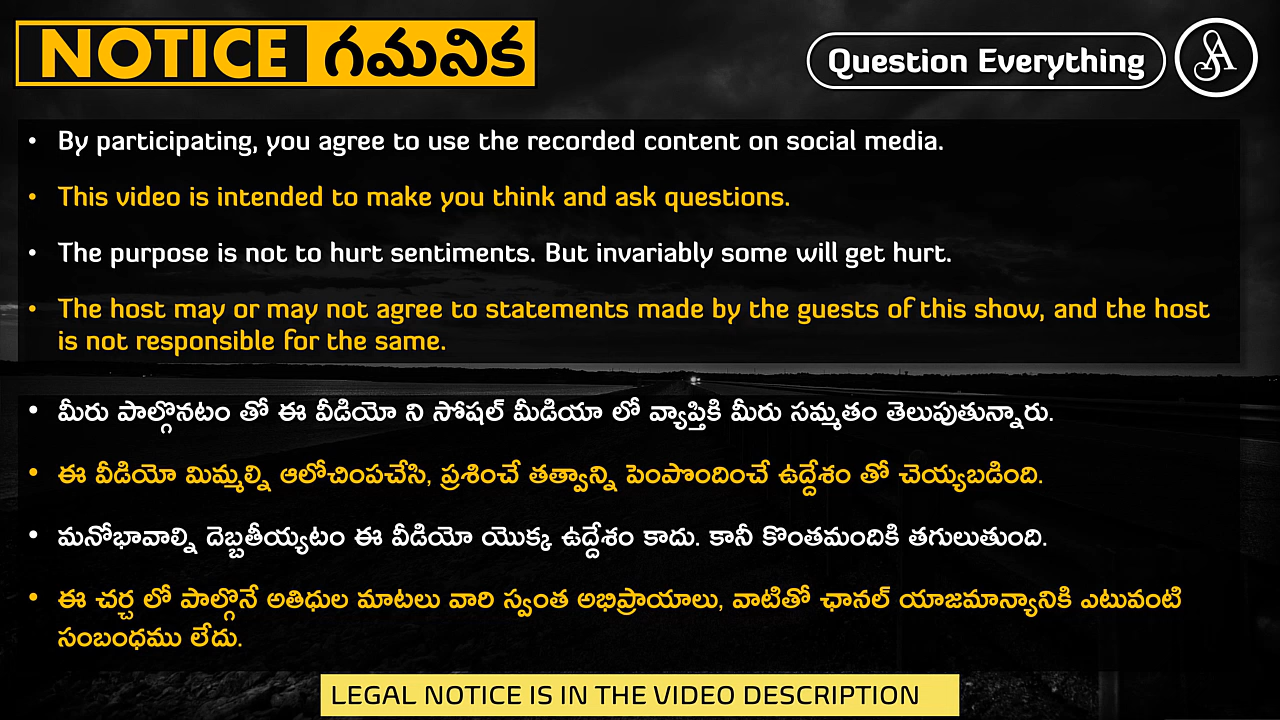 NOTICE గమనిక
Question Everything
• By participating, you agree to use the recorded content on social media.
• This video is intended to make you think and ask questions.
• The purpose is not to hurt sentiments. But invariably some will get hurt.
• The host may or may not agree to statements made by the guests of this show, and the host
is not responsible for the same.
• మీరు పాల్గొనటం తో ఈ వీడియో ని సోషల్ మీడియా లో వ్యాప్తికి మీరు సమ్మతం తెలుపుతున్నారు.
• ఈ వీడియో మిమ్మల్ని ఆలోచింపచేసి, ప్రశించే తత్వాన్ని పెంపొందించే ఉద్దేశం తో చెయ్యబడింది.
• మనోభావాల్ని దెబ్బతీయ్యటం ఈ వీడియో యొక్క ఉద్దేశం కాదు. కానీ కొంతమందికి తగులుతుంది.
• ఈ చర్చ లో పాల్గొనే అతిధుల మాటలు వారి స్వంత అభిప్రాయాలు, వాటితో ఛానల్ యాజమాన్యానికి ఎటువంటి
సంబంధము లేదు.
LEGAL NOTICE IS IN THE VIDEO DESCRIPTION